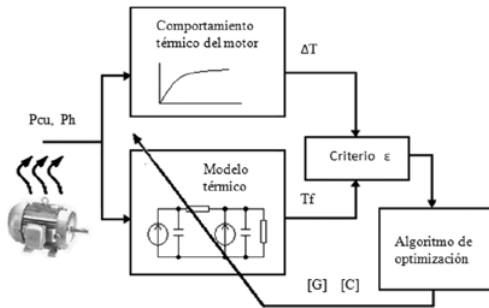 Comportamiento
térmico del motor
ΔT
Pcu, Ph
Criterio ε
Modelo
térmico
Tf
Algoritmo de
optimización
[G] [C]